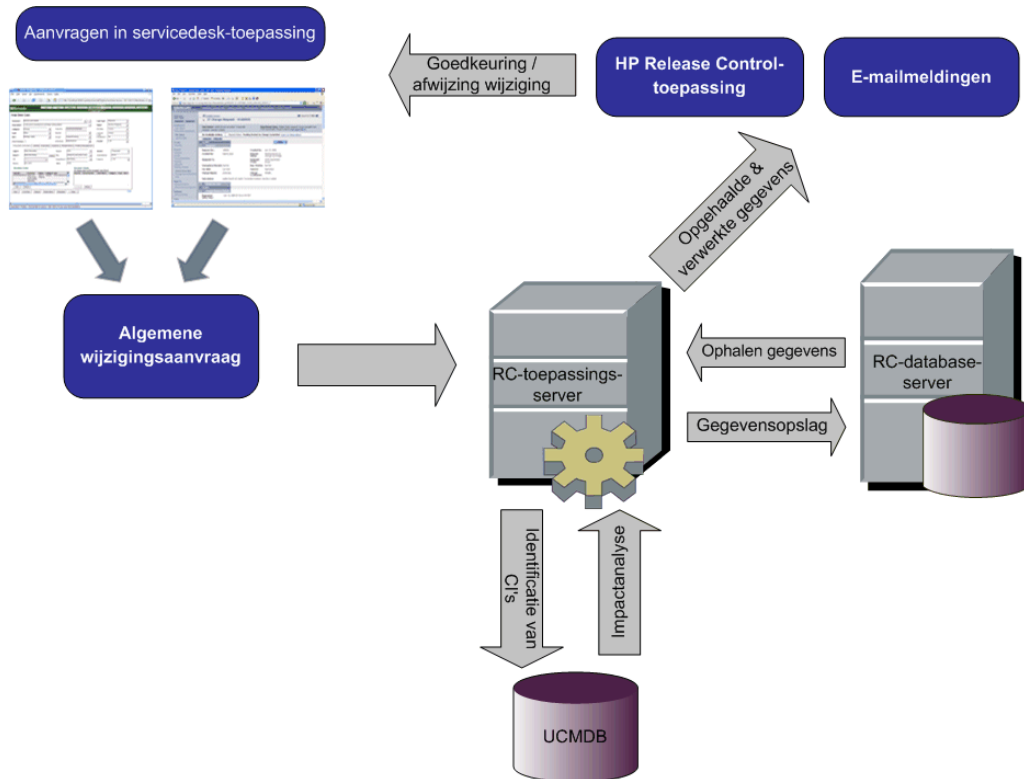 Aanvragen in servicedesk-toepassing
Goedkeuring /
afwijzing wijziging
HP Release Control-
toepassing
E-mailmeldingen
Opgehaalde &
verwerkte gegevens
Algemene
wijzigingsaanvraag
RC-toepassings-
server
Ophalen gegevens
Gegevensopslag
RC-database-
server
Identificatie van
CI's
Impactanalyse
UCMDB